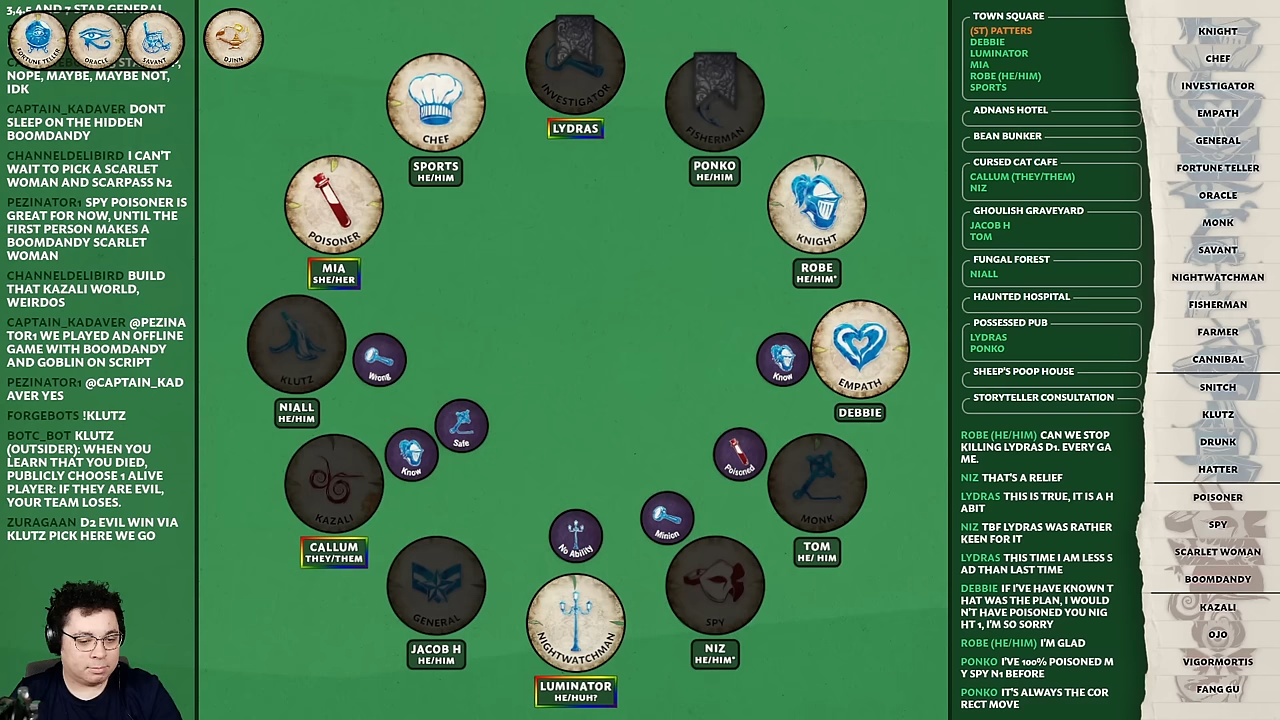 3,4,5 AND 7 STAR GENERAL
FORTUNE TELLER
ORACLE
SAVANT
DJINN
NOPE, MAYBE, MAYBE NOT,
IDK
CAPTAIN_KADAVER DONT
SLEEP ON THE HIDDEN
BOOMDANDY
CHANNELDELIBIRD I CAN'T
WAIT TO PICK A SCARLET
WOMAN AND SCARPASS N2
PEZINATOR1 SPY POISONER IS
GREAT FOR NOW, UNTIL THE
FIRST PERSON MAKES A
BOOMDANDY SCARLET
WOMAN
CHANNELDELIBIRD BUILD
THAT KAZALI WORLD,
WEIRDOS
CAPTAIN_KADAVER @PEZINA
TOR1 WE PLAYED AN OFFLINE
GAME WITH BOOMDANDY
AND GOBLIN ON SCRIPT
PEZINATOR1 @CAPTAIN_KAD
AVER YES
FORGEBOTS !KLUTZ
BOTC_BOT KLUTZ
(OUTSIDER): WHEN YOU
LEARN THAT YOU DIED,
PUBLICLY CHOOSE 1 ALIVE
PLAYER: IF THEY ARE EVIL,
YOUR TEAM LOSES.
ZURAGAAN D2 EVIL WIN VIA
KLUTZ PICK HERE WE GO
INVESTIGATOR
LYDRAS
FISHERMAN
PONKO
HE/HIM
KNIGHT
ROBE
HE/HIM*
EMPATH
DEBBIE
Know
MONK
TOM
HE/ HIM
Poisoned
SPY
NIZ
HE/HIM*
Minion
NIGHTWATCHMAN
LUMINATOR
HE/HUH?
No Ability
GENERAL
JACOB H
HE/HIM
KAZALI
CALLUM
THEY/THEM
Know
Safe
KLUTZ
NIALL
HE/HIM
Wrong
POISONER
MIA
SHE/HER
CHEF
SPORTS
HE/HIM
TOWN SQUARE
(ST) PATTERS
DEBBIE
LUMINATOR
MIA
ROBE (HE/HIM)
SPORTS
ADNANS HOTEL
BEAN BUNKER
CURSED CAT CAFE
CALLUM (THEY/THEM)
NIZ
GHOULISH GRAVEYARD
JACOB H
TOM
FUNGAL FOREST
NIALL
HAUNTED HOSPITAL
POSSESSED PUB
LYDRAS
PONKO
SHEEP'S POOP HOUSE
STORYTELLER CONSULTATION
ROBE (HE/HIM) CAN WE STOP
KILLING LYDRAS D1. EVERY GA
ME.
NIZ THAT'S A RELIEF
LYDRAS THIS IS TRUE, IT IS A H
ABIT
NIZ TBF LYDRAS WAS RATHER
KEEN FOR IT
LYDRAS THIS TIME I AM LESS S
AD THAN LAST TIME
DEBBIE IF I'VE HAVE KNOWN T
HAT WAS THE PLAN, I WOULD
N'T HAVE POISONED YOU NIG
HT 1, I'M SO SORRY
ROBE (HE/HIM) I'M GLAD
PONKO I'VE 100% POISONED M
Y SPY N1 BEFORE
PONKO IT'S ALWAYS THE COR
RECT MOVE
KNIGHT
CHEF
INVESTIGATOR
EMPATH
GENERAL
FORTUNE TELLER
ORACLE
MONK
SAVANT
NIGHTWATCHMAN
FISHERMAN
FARMER
CANNIBAL
SNITCH
KLUTZ
DRUNK
HATTER
POISONER
SPY
SCARLET WOMAN
BOOMDANDY
KAZALI
OJO
VIGORMORTIS
FANG GU